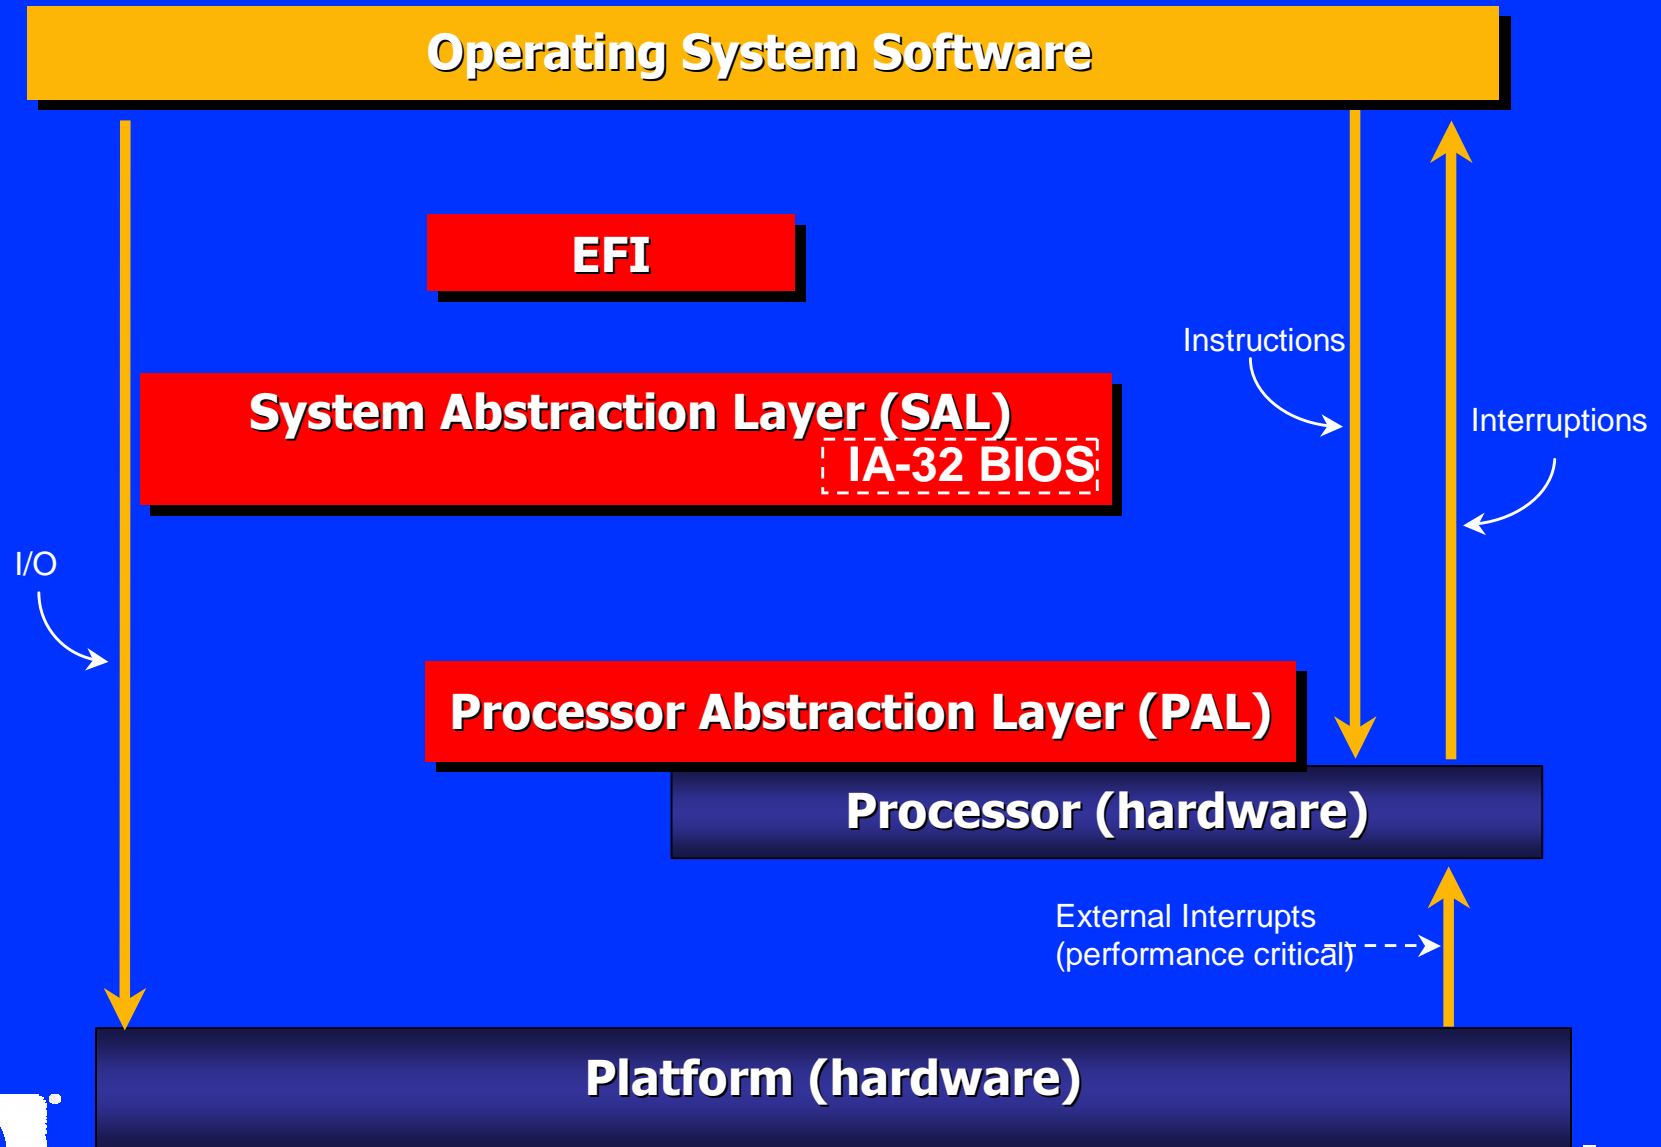 Operating System Software
EFI
Instructions
System Abstraction Layer (SAL)
IA-32 BIOS
Interruptions
I/O
Processor Abstraction Layer (PAL)
Processor (hardware)
External Interrupts
(performance critical)
Platform (hardware)